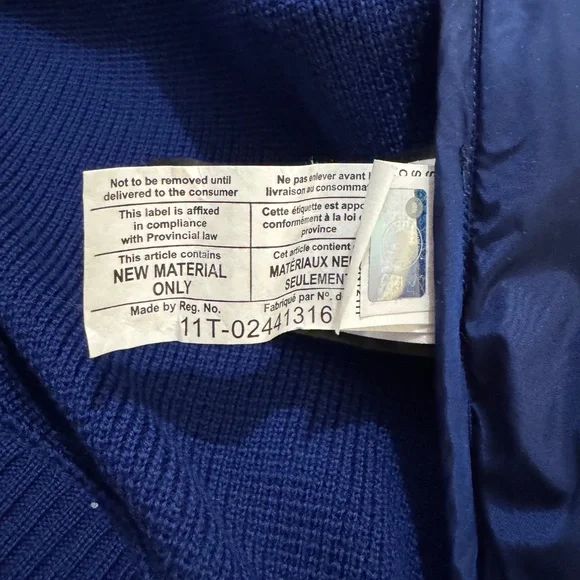 Not to be removed until
delivered to the consumer
This label is affixed
in compliance
with Provincial law
This article contains
NEW MATERIAL
ONLY
Made by Reg. No.
Ne pas enlever avant
livraison au consomma
Cette étiquette est appo
conformément à la loi
province
Cet article contient
MATÉRIAUX NE
SEULEMEN
Fabriqué par N°. d
11T-02441316